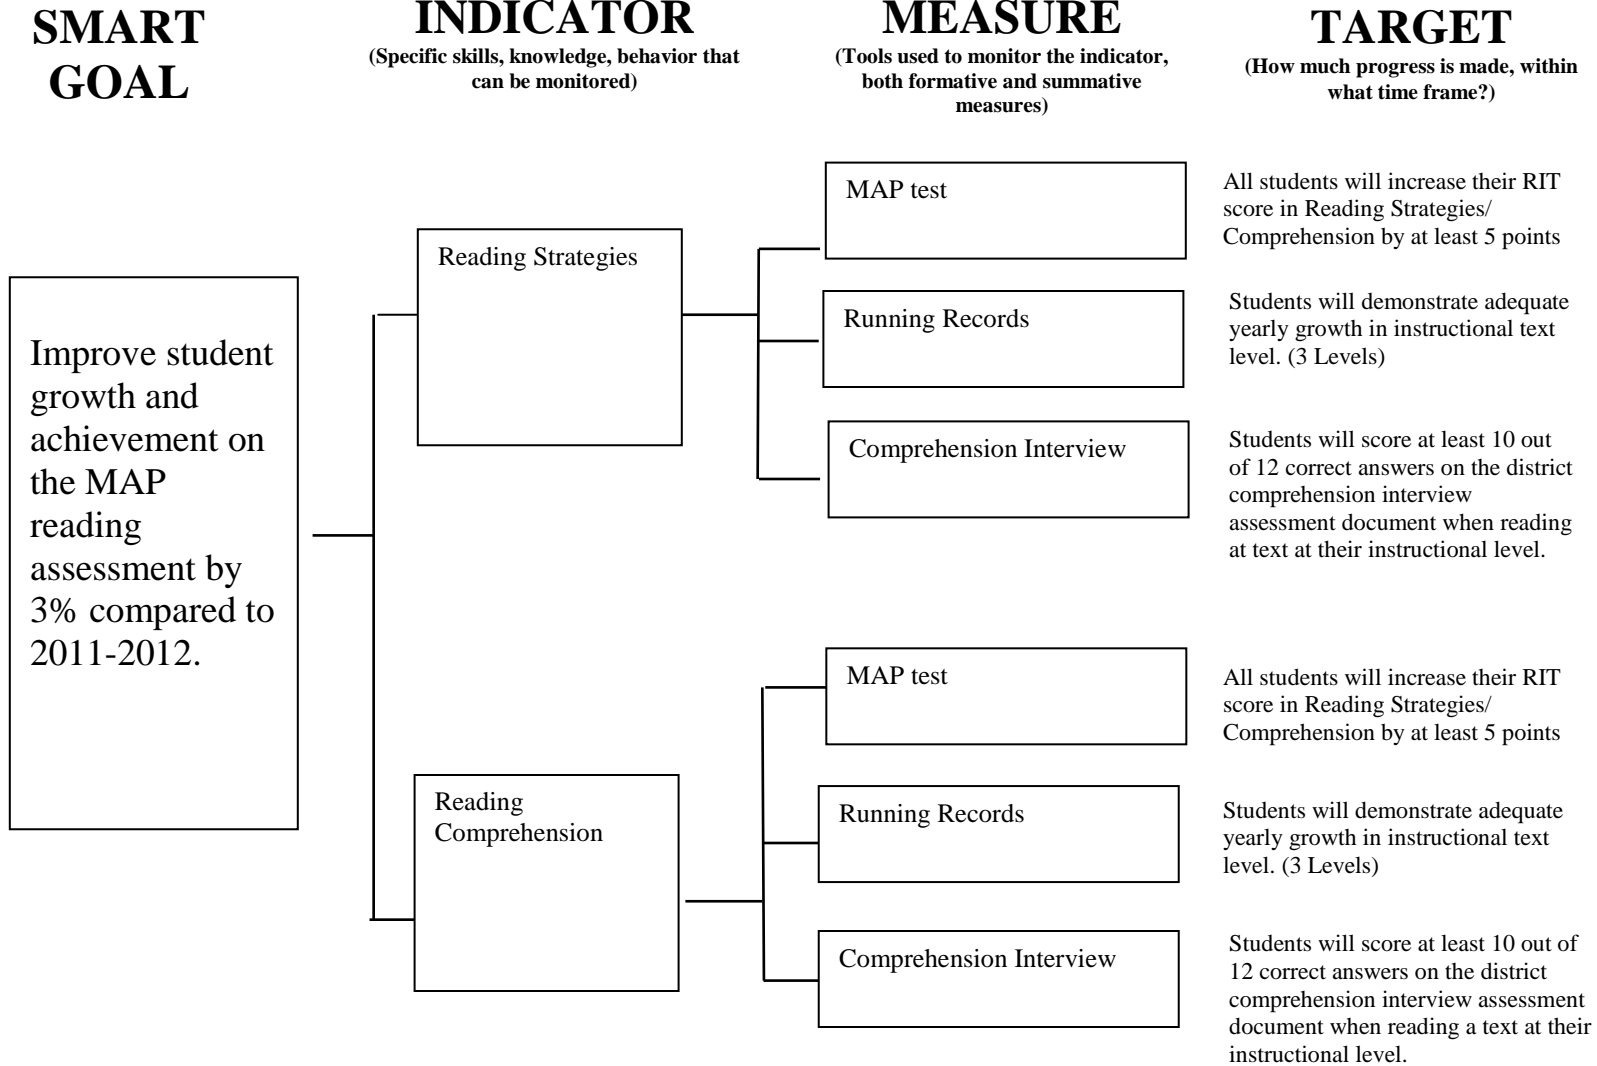 SMART
GOAL
INDICATOR
(Specific skills, knowledge, behavior that
can be monitored)
MEASURE
(Tools used to monitor the indicator,
both formative and summative
measures)
TARGET
(How much progress is made, within
what time frame?)
Improve student
growth and
achievement on
the MAP
reading
assessment by
3% compared to
2011-2012.
Reading Strategies
MAP test
All students will increase their RIT
score in Reading Strategies/
Comprehension by at least 5 points
Running Records
Students will demonstrate adequate
yearly growth in instructional text
level. (3 Levels)
Comprehension Interview
Students will score at least 10 out
of 12 correct answers on the district
comprehension interview
assessment document when reading
at text at their instructional level.
Reading
Comprehension
MAP test
All students will increase their RIT
score in Reading Strategies/
Comprehension by at least 5 points
Running Records
Students will demonstrate adequate
yearly growth in instructional text
level. (3 Levels)
Comprehension Interview
Students will score at least 10 out of
12 correct answers on the district
comprehension interview assessment
document when reading a text at their
instructional level.